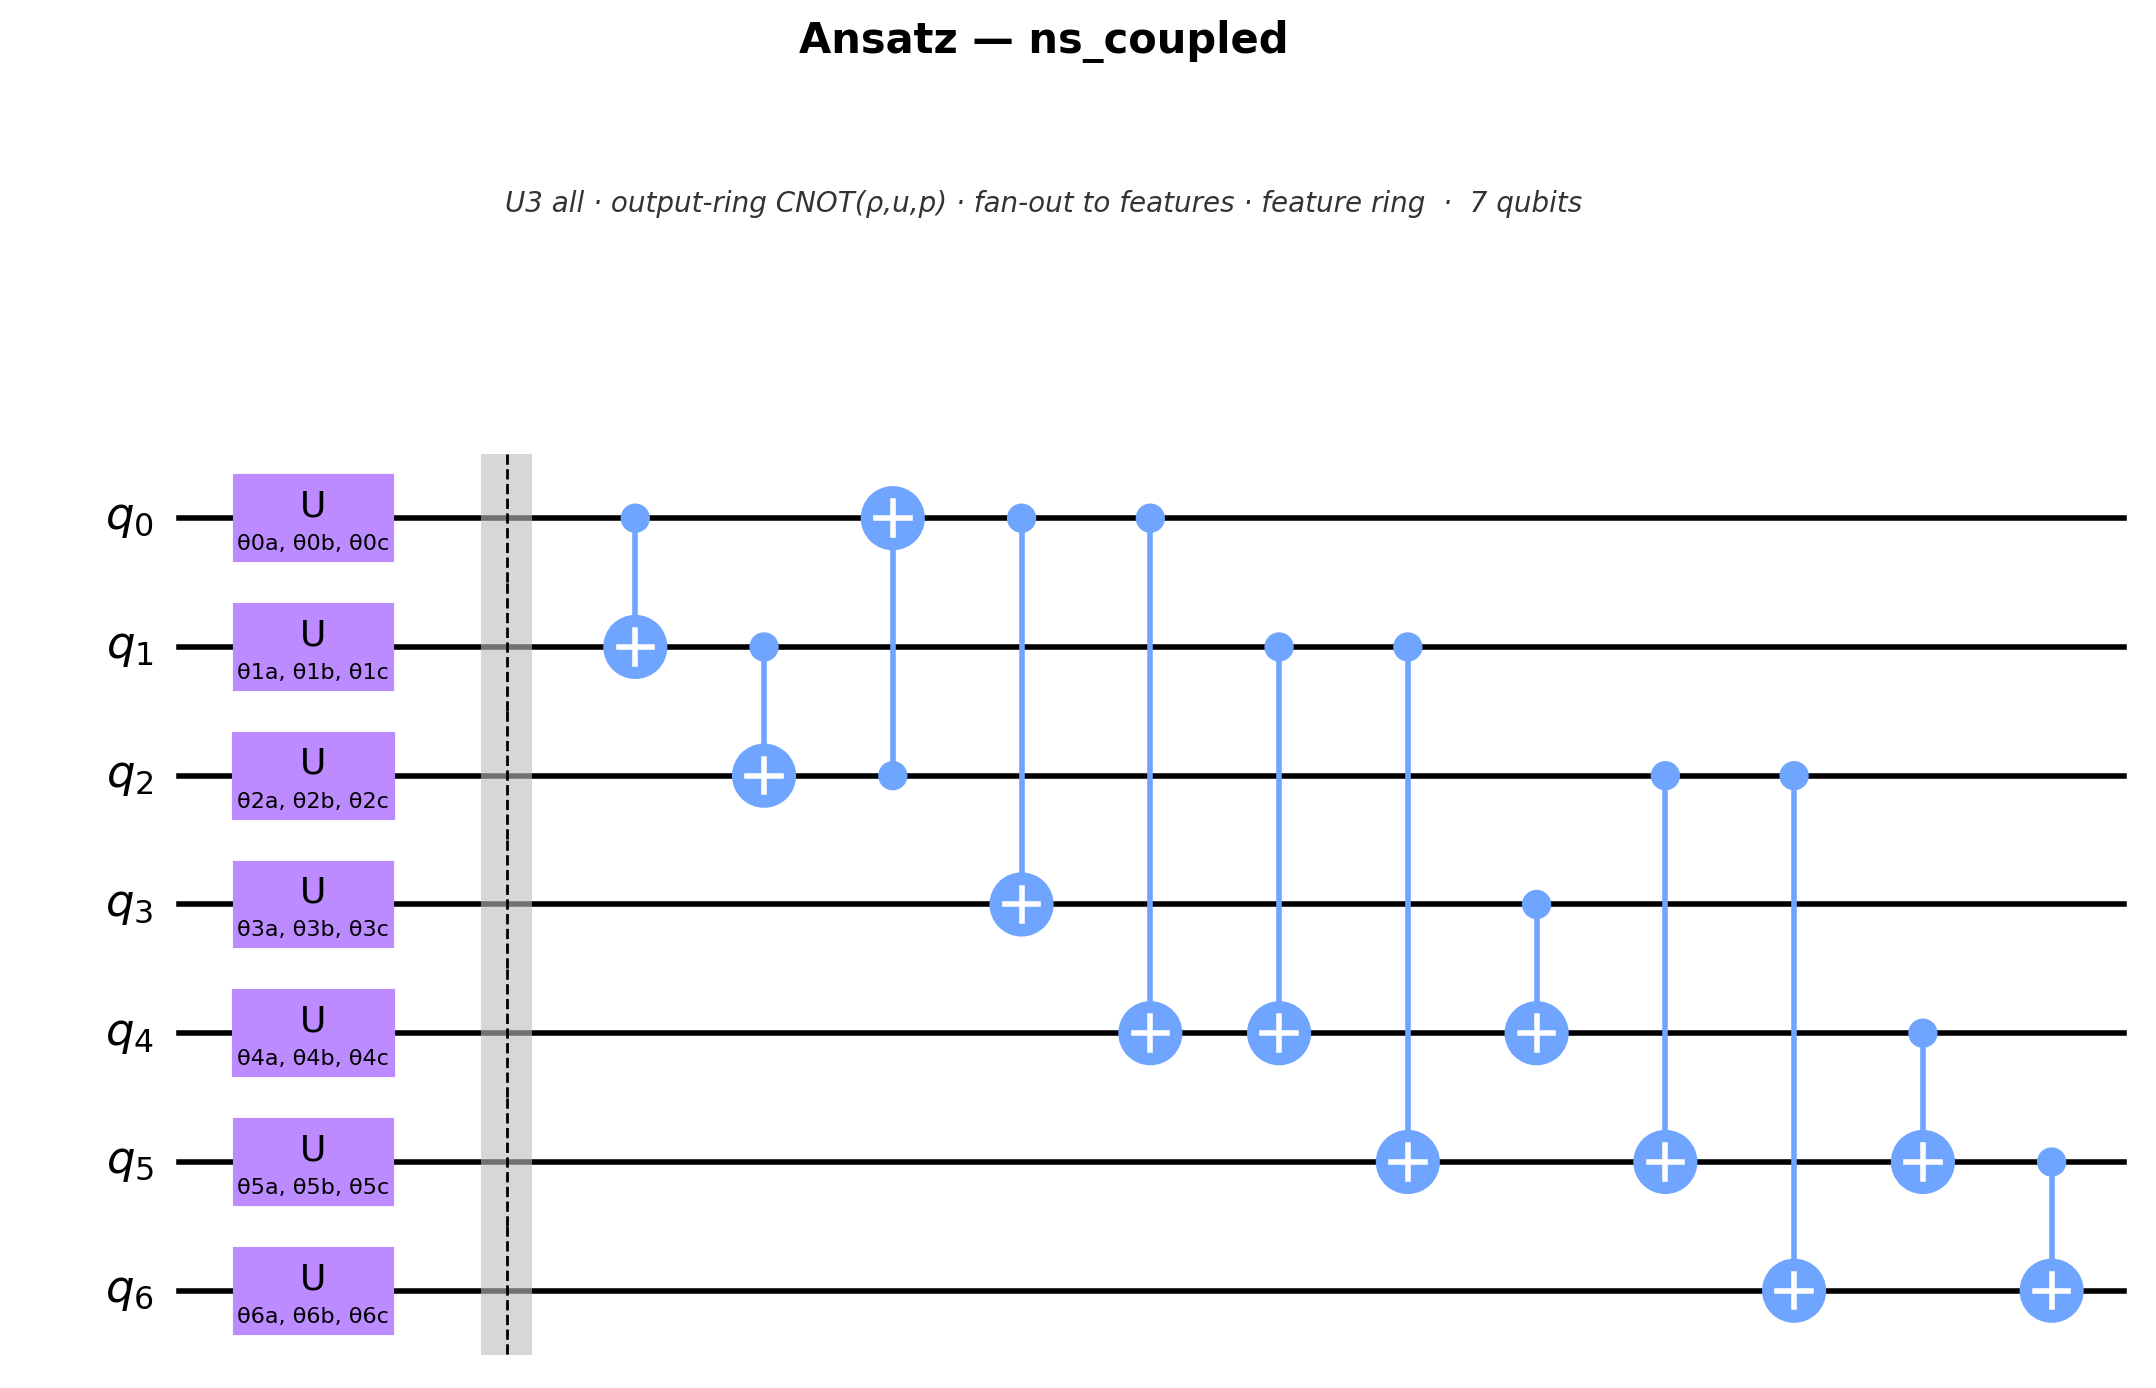 Ansatz — ns_coupled
U3 all · output-ring CNOT(ρ,u,p) · fan-out to features · feature ring · 7 qubits
q0
U
θ0a, θ0b, θ0c
q1
U
θ1a, θ1b, θ1c
q2
U
θ2a, θ2b, θ2c
q3
U
θ3a, θ3b, θ3c
q4
U
θ4a, θ4b, θ4c
q5
U
θ5a, θ5b, θ5c
q6
U
θ6a, θ6b, θ6c